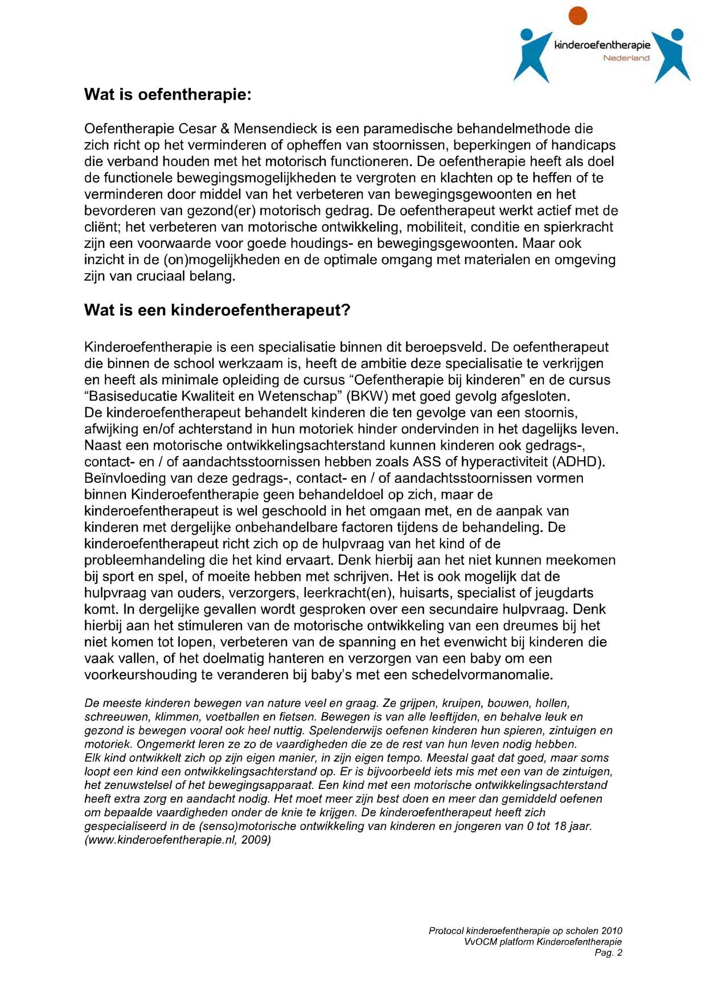 kinderoefentherapie
Nederland
Wat is oefentherapie:
Oefentherapie Cesar & Mensendieck is een paramedische behandelmethode die
zich richt op het verminderen of opheffen van stoornissen, beperkingen of handicaps
die verband houden met het motorisch functioneren. De oefentherapie heeft als doel
de functionele bewegingsmogelijkheden te vergroten en klachten op te heffen of te
verminderen door middel van het verbeteren van bewegingsgewoonten en het
bevorderen van gezond(er) motorisch gedrag. De oefentherapeut werkt actief met de
cliënt; het verbeteren van motorische ontwikkeling, mobiliteit, conditie en spierkracht
zijn een voorwaarde voor goede houdings- en bewegingsgewoonten. Maar ook
inzicht in de (on)mogelijkheden en de optimale omgang met materialen en omgeving
zijn van cruciaal belang.
Wat is een kinderoefentherapeut?
Kinderoefentherapie is een specialisatie binnen dit beroepsveld. De oefentherapeut
die binnen de school werkzaam is, heeft de ambitie deze specialisatie te verkrijgen
en heeft als minimale opleiding de cursus “Oefentherapie bij kinderen” en de cursus
“Basiseducatie Kwaliteit en Wetenschap” (BKW) met goed gevolg afgesloten.
De kinderoefentherapeut behandelt kinderen die ten gevolge van een stoornis,
afwijking en/of achterstand in hun motoriek hinder ondervinden in het dagelijks leven.
Naast een motorische ontwikkelingsachterstand kunnen kinderen ook gedrags-,
contact- en / of aandachtsstoornissen hebben zoals ASS of hyperactiviteit (ADHD).
Beïnvloeding van deze gedrags-, contact- en / of aandachtsstoornissen vormen
binnen Kinderoefentherapie geen behandeldoel op zich, maar de
kinderoefentherapeut is wel geschoold in het omgaan met, en de aanpak van
kinderen met dergelijke onbehandelbare factoren tijdens de behandeling. De
kinderoefentherapeut richt zich op de hulpvraag van het kind of de
probleemhandeling die het kind ervaart. Denk hierbij aan het niet kunnen meekomen
bij sport en spel, of moeite hebben met schrijven. Het is ook mogelijk dat de
hulpvraag van ouders, verzorgers, leerkracht(en), huisarts, specialist of jeugdarts
komt. In dergelijke gevallen wordt gesproken over een secundaire hulpvraag. Denk
hierbij aan het stimuleren van de motorische ontwikkeling van een dreumes bij het
niet komen tot lopen, verbeteren van de spanning en het evenwicht bij kinderen die
vaak vallen, of het doelmatig hanteren en verzorgen van een baby om een
voorkeurshouding te veranderen bij baby’s met een schedelvormanomalie.
De meeste kinderen bewegen van nature veel en graag. Ze grijpen, kruipen, bouwen, hollen,
schreeuwen, klimmen, voetballen en fietsen. Bewegen is van alle leeftijden, en behalve leuk en
gezond is bewegen vooral ook heel nuttig. Spelenderwijs oefenen kinderen hun spieren, zintuigen en
motoriek. Ongemerkt leren ze zo de vaardigheden die ze de rest van hun leven nodig hebben.
Elk kind ontwikkelt zich op zijn eigen manier, in zijn eigen tempo. Meestal gaat dat goed, maar soms
loopt een kind een ontwikkelingsachterstand op. Er is bijvoorbeeld iets mis met een van de zintuigen,
het zenuwstelsel of het bewegingsapparaat. Een kind met een motorische ontwikkelingsachterstand
heeft extra zorg en aandacht nodig. Het moet meer zijn best doen en meer dan gemiddeld oefenen
om bepaalde vaardigheden onder de knie te krijgen. De kinderoefentherapeut heeft zich
gespecialiseerd in de (senso)motorische ontwikkeling van kinderen en jongeren van 0 tot 18 jaar.
(www.kinderoefentherapie.nl, 2009)
Protocol kinderoefentherapie op scholen 2010
VvOCM platform Kinderoefentherapie
Pag. 2